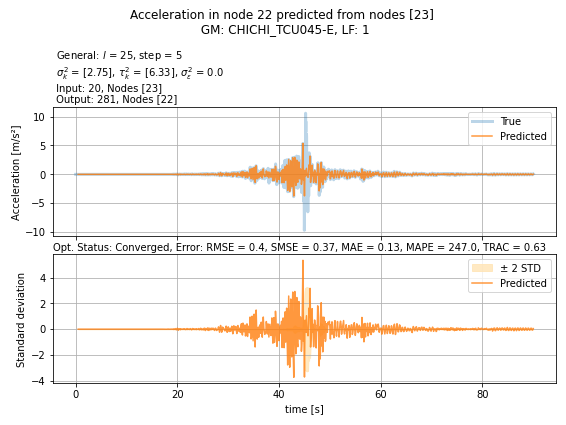 Acceleration in node 22 predicted from nodes [23]
GM: CHICHI_TCU045-E, LF: 1
General: l = 25, step = 5
σ²ₖ = [2.75], τ²ₖ = [6.33], σ²ε = 0.0
Input: 20, Nodes [23]
Output: 281, Nodes [22]
Acceleration [m/s²]
10
5
0
−5
−10
True
Predicted
Opt. Status: Converged, Error: RMSE = 0.4, SMSE = 0.37, MAE = 0.13, MAPE = 247.0, TRAC = 0.63
Standard deviation
4
2
0
−2
−4
± 2 STD
Predicted
0 20 40 60 80
time [s]